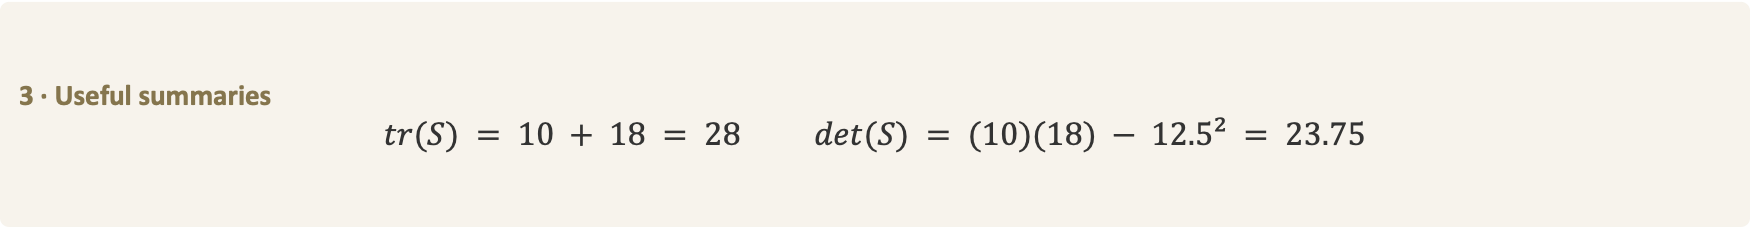 3 · Useful summaries
tr(S) = 10 + 18 = 28 det(S) = (10)(18) − 12.5² = 23.75